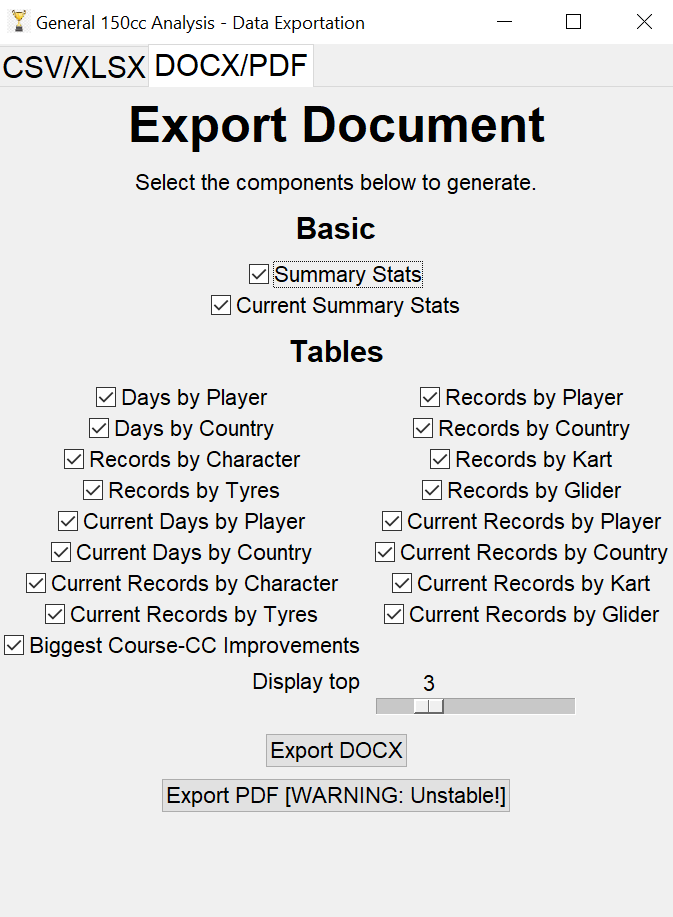 General 150cc Analysis - Data Exportation
CSV/XLSX DOCX/PDF
Export Document
Select the components below to generate.
Basic
Summary Stats
Current Summary Stats
Tables
Days by Player Records by Player
Days by Country Records by Country
Records by Character Records by Kart
Records by Tyres Records by Glider
Current Days by Player Current Records by Player
Current Days by Country Current Records by Country
Current Records by Character Current Records by Kart
Current Records by Tyres Current Records by Glider
Biggest Course-CC Improvements
Display top 3
Export DOCX
Export PDF [WARNING: Unstable!]